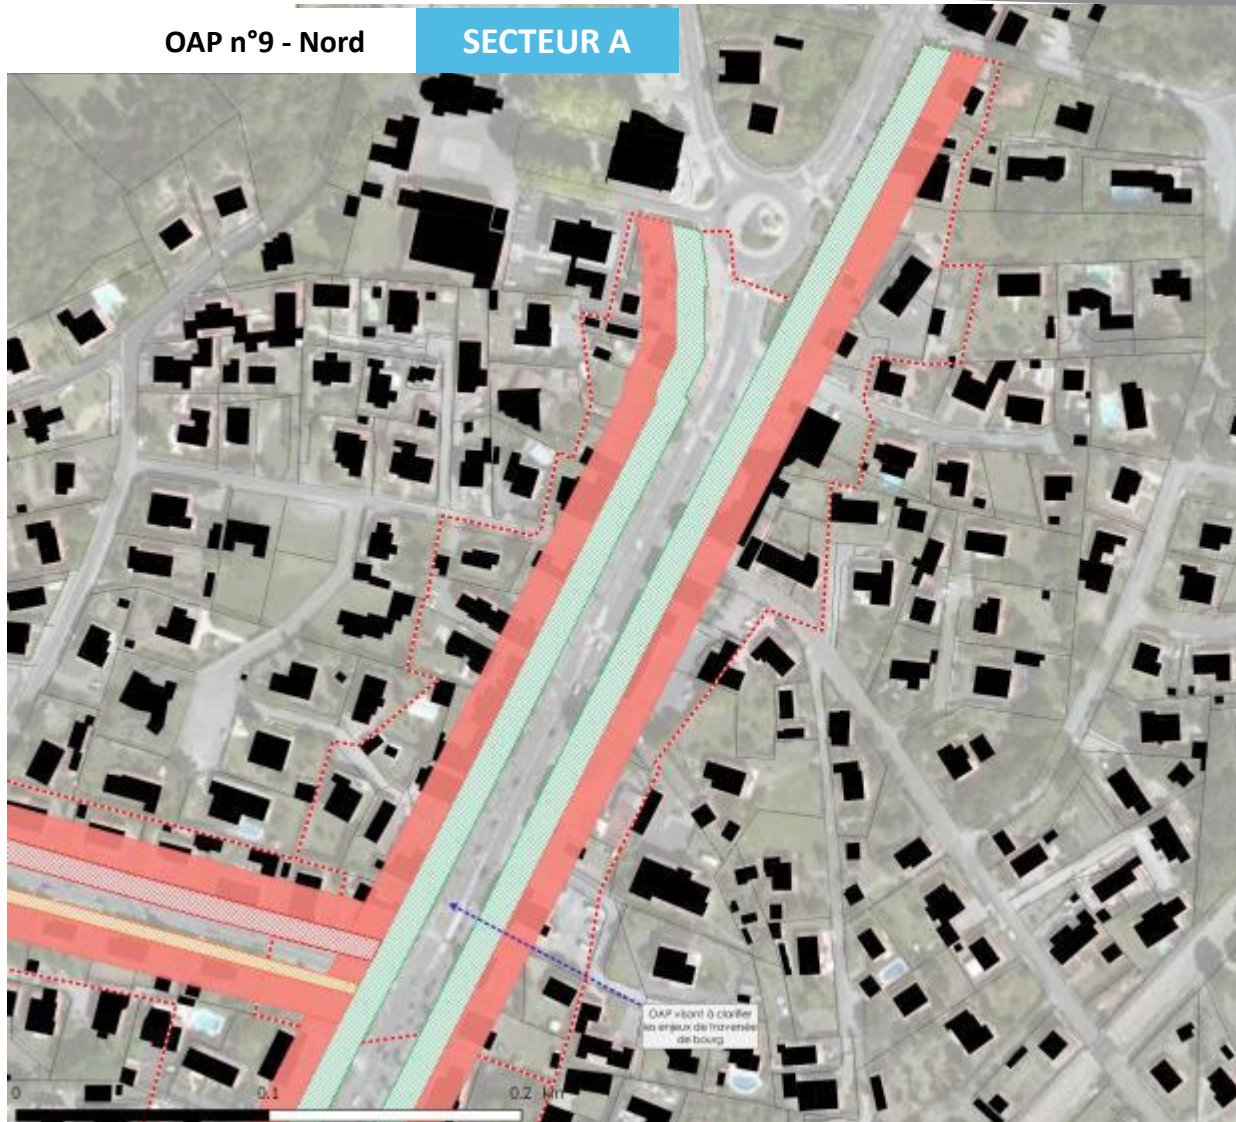 OAP n°9 - Nord
SECTEUR A
OAP visant à clarifier
les enjeux de traversée
de bourg
0
0.1
0.2 km